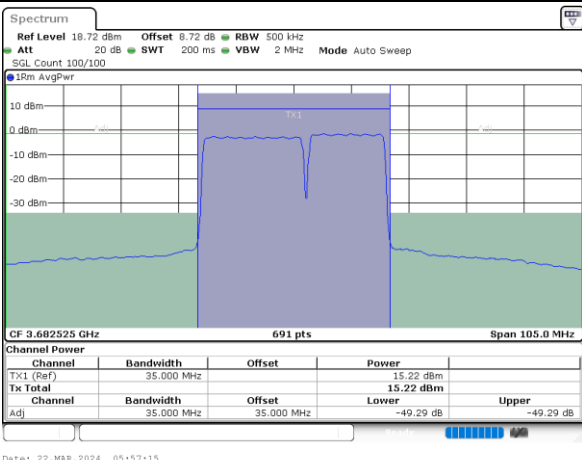 Spectrum
Ref Level 18.72 dBm Offset 8.72 dB RBW 500 kHz
Att 20 dB SWT 200 ms VBW 2 MHz Mode Auto Sweep
SGL Count 100/100
1Rm AvgPwr
10 dBm
TX1
0 dBm
Adj
Adj
-10 dBm
-20 dBm
-30 dBm
CF 3.682525 GHz 691 pts Span 105.0 MHz
Channel Power
Channel Bandwidth Offset Power
TX1 (Ref) 35.000 MHz 15.22 dBm
Tx Total 15.22 dBm
Channel Bandwidth Offset Lower Upper
Adj 35.000 MHz 35.000 MHz -49.29 dB -49.29 dB
Ready
Date: 22.MAR.2024 05:57:15